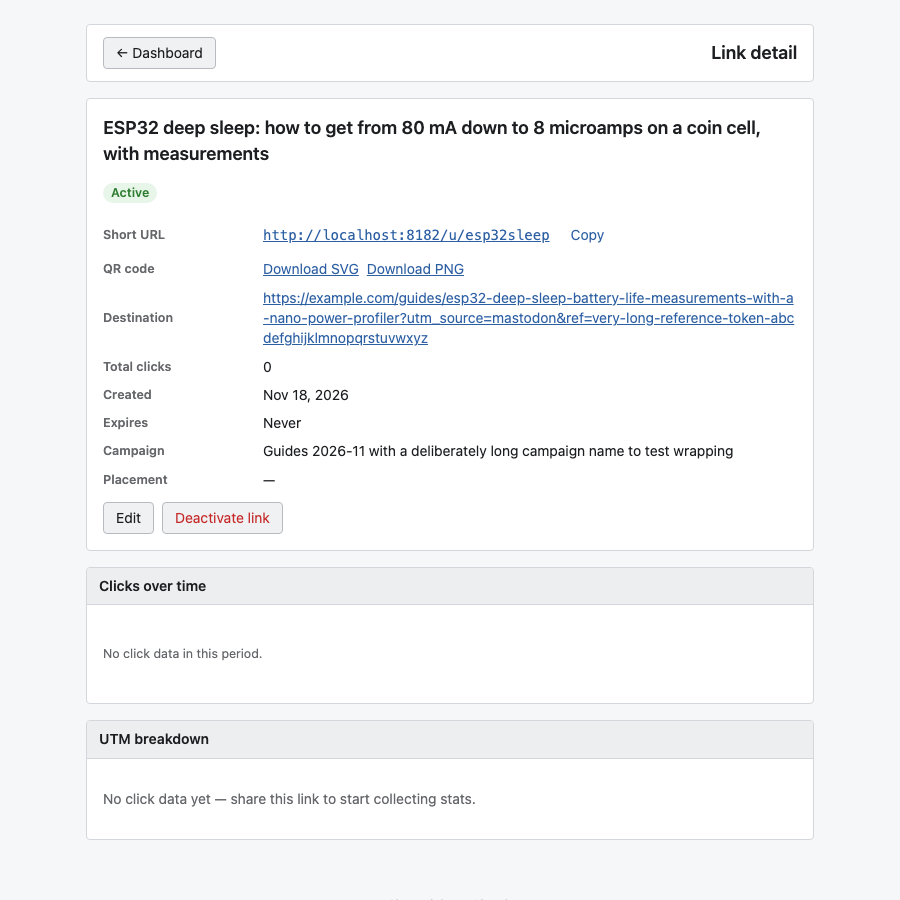 ← Dashboard
Link detail
ESP32 deep sleep: how to get from 80 mA down to 8 microamps on a coin cell,
with measurements
Active
Short URL
http://localhost:8182/u/esp32sleep Copy
QR code
Download SVG Download PNG
Destination
https://example.com/guides/esp32-deep-sleep-battery-life-measurements-with-a
-nano-power-profiler?utm_source=mastodon&ref=very-long-reference-token-abc
defghijklmnopqrstuvwxyz
Total clicks
0
Created
Nov 18, 2026
Expires
Never
Campaign
Guides 2026-11 with a deliberately long campaign name to test wrapping
Placement
—
Edit
Deactivate link
Clicks over time
No click data in this period.
UTM breakdown
No click data yet — share this link to start collecting stats.